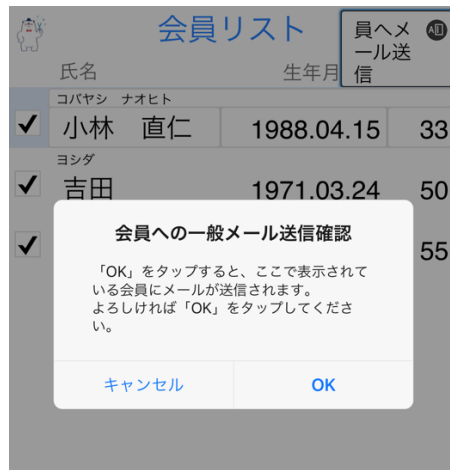 会員リスト
員へメ
ール送
信
氏名
生年月
コバヤシ ナオヒト
小林 直仁
1988.04.15
33
ヨシダ
吉田
1971.03.24
50
55
会員への一般メール送信確認
「OK」をタップすると、ここで表示されて
いる会員にメールが送信されます。
よろしければ「OK」をタップしてくださ
い。
キャンセル
OK